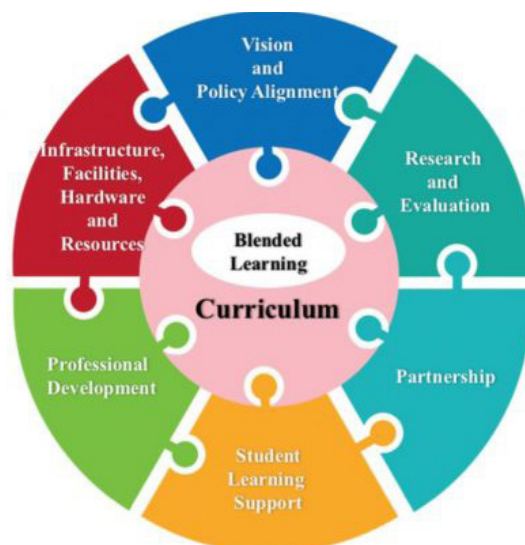 Vision
and
Policy Alignment
Infrastructure,
Facilities,
Hardware
and
Resources
Research
and
Evaluation
Blended
Learning
Curriculum
Professional
Development
Partnership
Student
Learning
Support